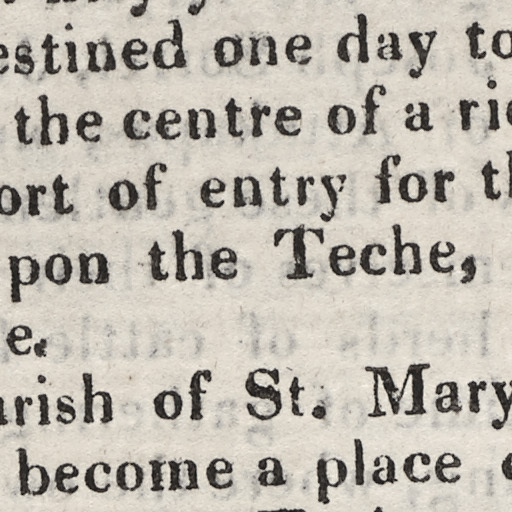 estined one day to
the centre of a ri
ort of entry for th
pon the Teche,
e.
arish of St. Mary
become a place